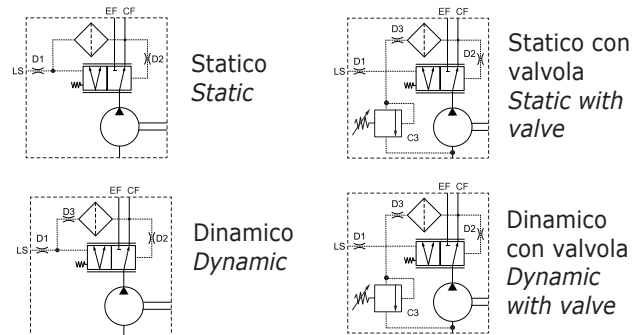 EF CF
D1
D2
LS
Statico
Static
EF CF
D3
D1
D2
LS
C3
Statico con
valvola
Static with
valve
EF CF
D3
D1
D2
LS
Dinamico
Dynamic
EF CF
D3
D1
D2
LS
C3
Dinamico
con valvola
Dynamic
with valve